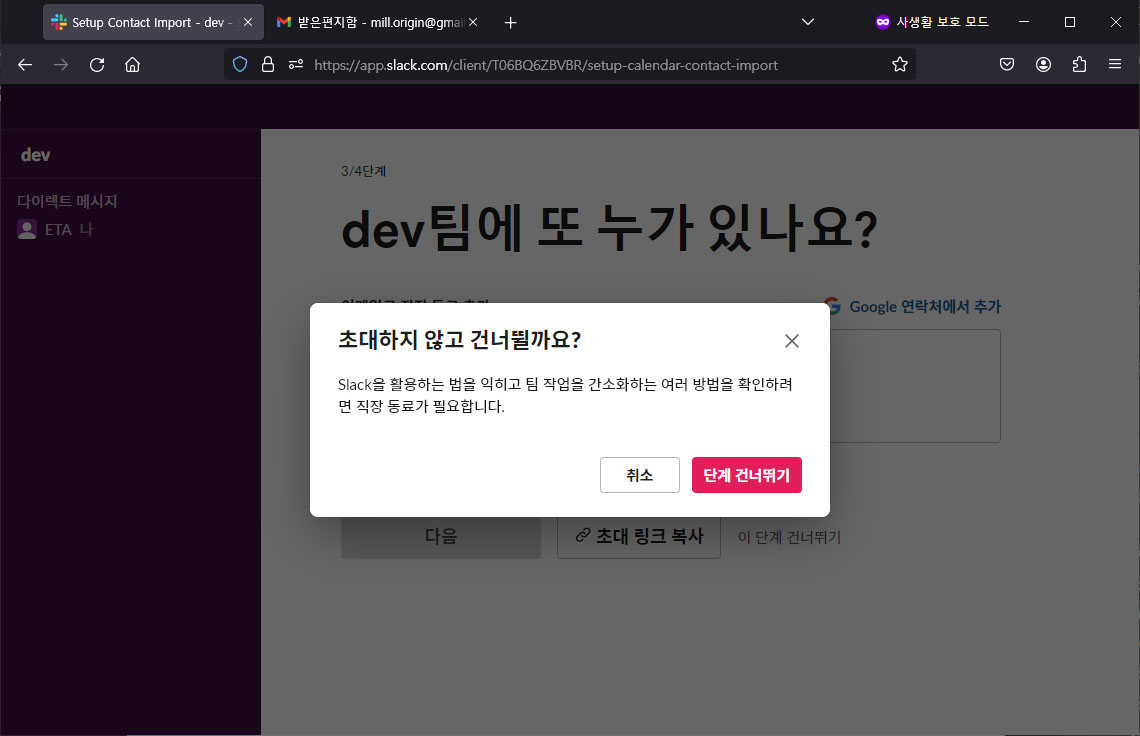 Setup Contact Import - dev -
받은편지함 - mill.origin@gmai
사생활 보호 모드
https://app.slack.com/client/T06BQ6ZBVBR/setup-calendar-contact-import
dev
다이렉트 메시지
ETA 나
3/4단계
dev팀에 또 누가 있나요?
Google 연락처에서 추가
초대하지 않고 건너뛸까요?
Slack을 활용하는 법을 익히고 팀 작업을 간소화하는 여러 방법을 확인하려
면 직장 동료가 필요합니다.
취소
단계 건너뛰기
다음
초대 링크 복사
이 단계 건너뛰기